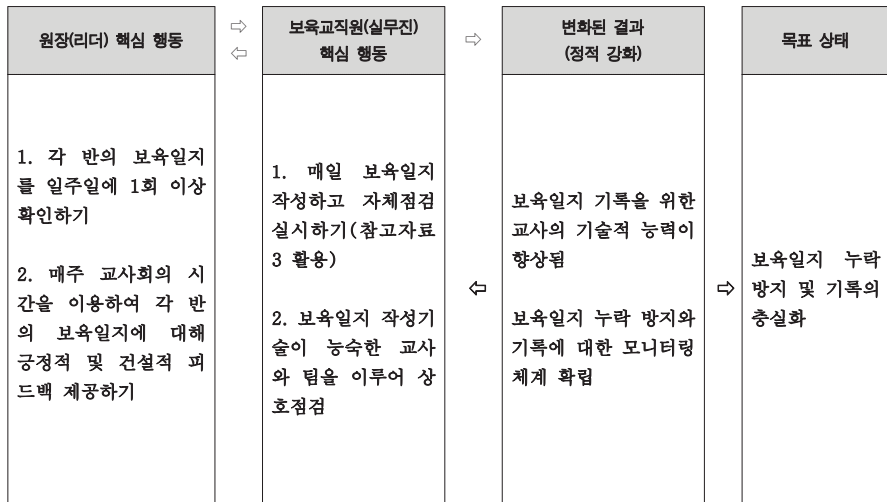 원장(리더) 핵심 행동
⇨
⇦
보육교직원(실무진)
핵심 행동
⇨
변화된 결과
(정적 강화)
목표 상태
1. 각 반의 보육일지
를 일주일에 1회 이상
확인하기
2. 매주 교사회의 시
간을 이용하여 각 반
의 보육일지에 대해
긍정적 및 건설적 피
드백 제공하기
1. 매일 보육일지
작성하고 자체점검
실시하기(참고자료
3 활용)
2. 보육일지 작성기
술이 능숙한 교사
와 팀을 이루어 상
호점검
⇦
보육일지 기록을 위한
교사의 기술적 능력이
향상됨
보육일지 누락 방지와
기록에 대한 모니터링
체계 확립
⇨
보육일지 누락
방지 및 기록의
충실화